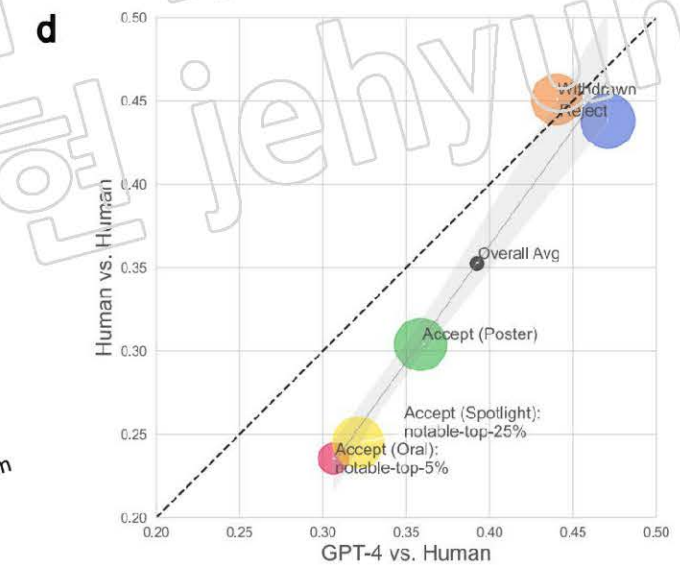 d
jehyun
현
0.50
0.45
0.40
0.35
0.30
0.25
0.20
Human vs. Human
Withdrawn
Reject
Overall Avg
Accept (Poster)
Accept (Spotlight):
notable-top-25%
Accept (Oral):
notable-top-5%
m
0.20
0.25
0.30
0.35
0.40
0.45
0.50
GPT-4 vs. Human